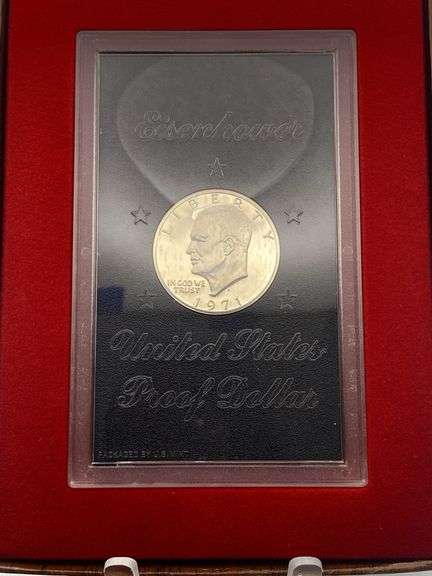 Eisenhower
LIBERTY
IN GOD WE
TRUST
1971
United States
Proof Dollar
PACKAGED BY U.S. MINT